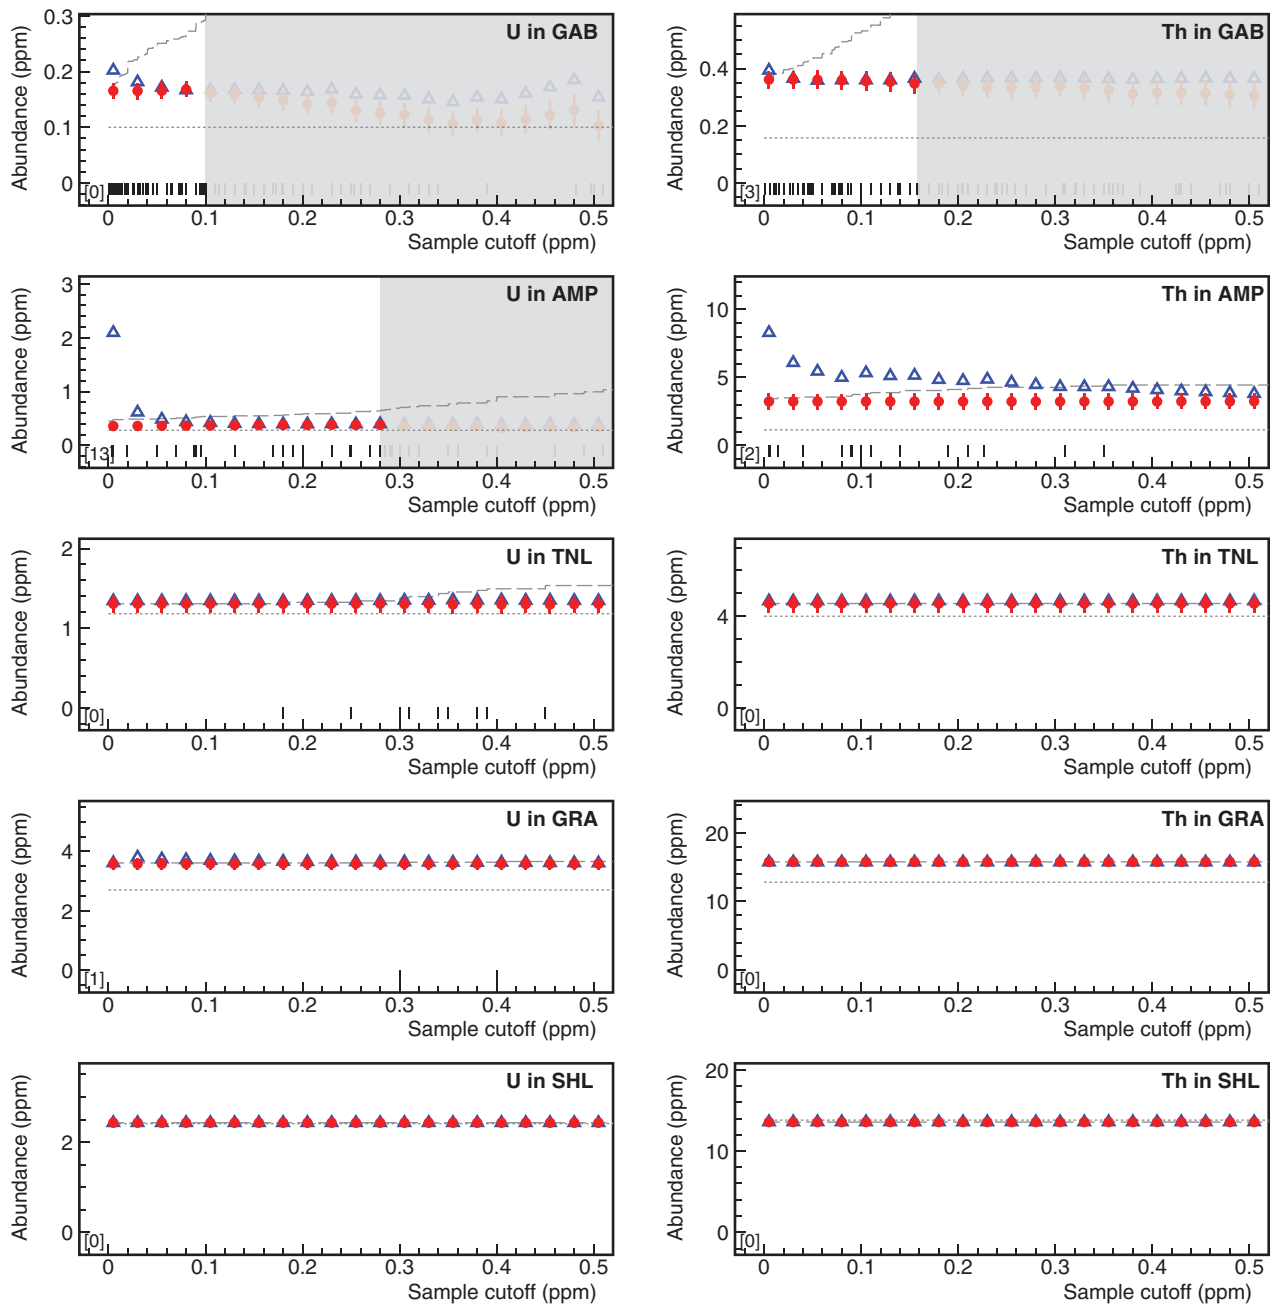 U in GAB
Abundance (ppm)
0.3
0.2
0.1
0
[0]
0 0.1 0.2 0.3 0.4 0.5
Sample cutoff (ppm)
Th in GAB
Abundance (ppm)
0.4
0.2
0
[3]
0 0.1 0.2 0.3 0.4 0.5
Sample cutoff (ppm)
U in AMP
Abundance (ppm)
3
2
1
0
[13]
0 0.1 0.2 0.3 0.4 0.5
Sample cutoff (ppm)
Th in AMP
Abundance (ppm)
10
5
0
[2]
0 0.1 0.2 0.3 0.4 0.5
Sample cutoff (ppm)
U in TNL
Abundance (ppm)
2
1
0
[0]
0 0.1 0.2 0.3 0.4 0.5
Sample cutoff (ppm)
Th in TNL
Abundance (ppm)
4
0
[0]
0 0.1 0.2 0.3 0.4 0.5
Sample cutoff (ppm)
U in GRA
Abundance (ppm)
4
2
0
[1]
0 0.1 0.2 0.3 0.4 0.5
Sample cutoff (ppm)
Th in GRA
Abundance (ppm)
20
10
0
[0]
0 0.1 0.2 0.3 0.4 0.5
Sample cutoff (ppm)
U in SHL
Abundance (ppm)
2
0
[0]
0 0.1 0.2 0.3 0.4 0.5
Sample cutoff (ppm)
Th in SHL
Abundance (ppm)
20
10
0
[0]
0 0.1 0.2 0.3 0.4 0.5
Sample cutoff (ppm)